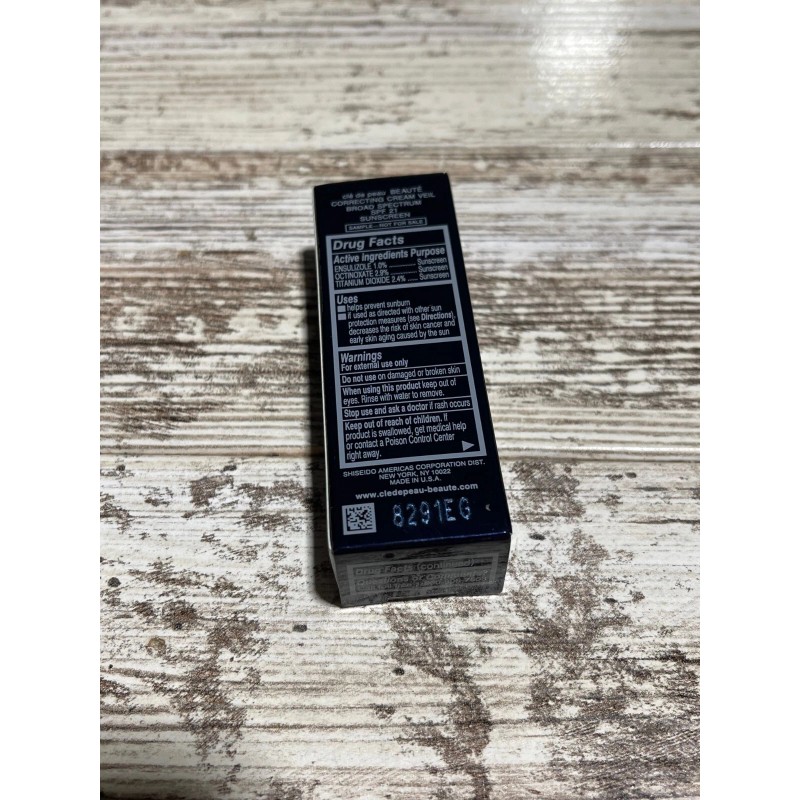 clé de peau BEAUTÉ
CORRECTING CREAM VEIL
BROAD SPECTRUM
SPF 21
SUNSCREEN
SAMPLE - NOT FOR SALE
Drug Facts
Active ingredients Purpose
ENSULIZOLE 1.0% Sunscreen
OCTINOXATE 2.9% Sunscreen
TITANIUM DIOXIDE 2.4% Sunscreen
Uses
helps prevent sunburn
if used as directed with other sun
protection measures (see Directions),
decreases the risk of skin cancer and
early skin aging caused by the sun
Warnings
For external use only
Do not use on damaged or broken skin
When using this product keep out of
eyes. Rinse with water to remove.
Stop use and ask a doctor if rash occurs
Keep out of reach of children. If
product is swallowed, get medical help
or contact a Poison Control Center
right away.
SHISEIDO AMERICAS CORPORATION DIST.
NEW YORK, NY 10022
MADE IN U.S.A.
www.cledepeau-beaute.com
8291EG
Drug Facts (continued)